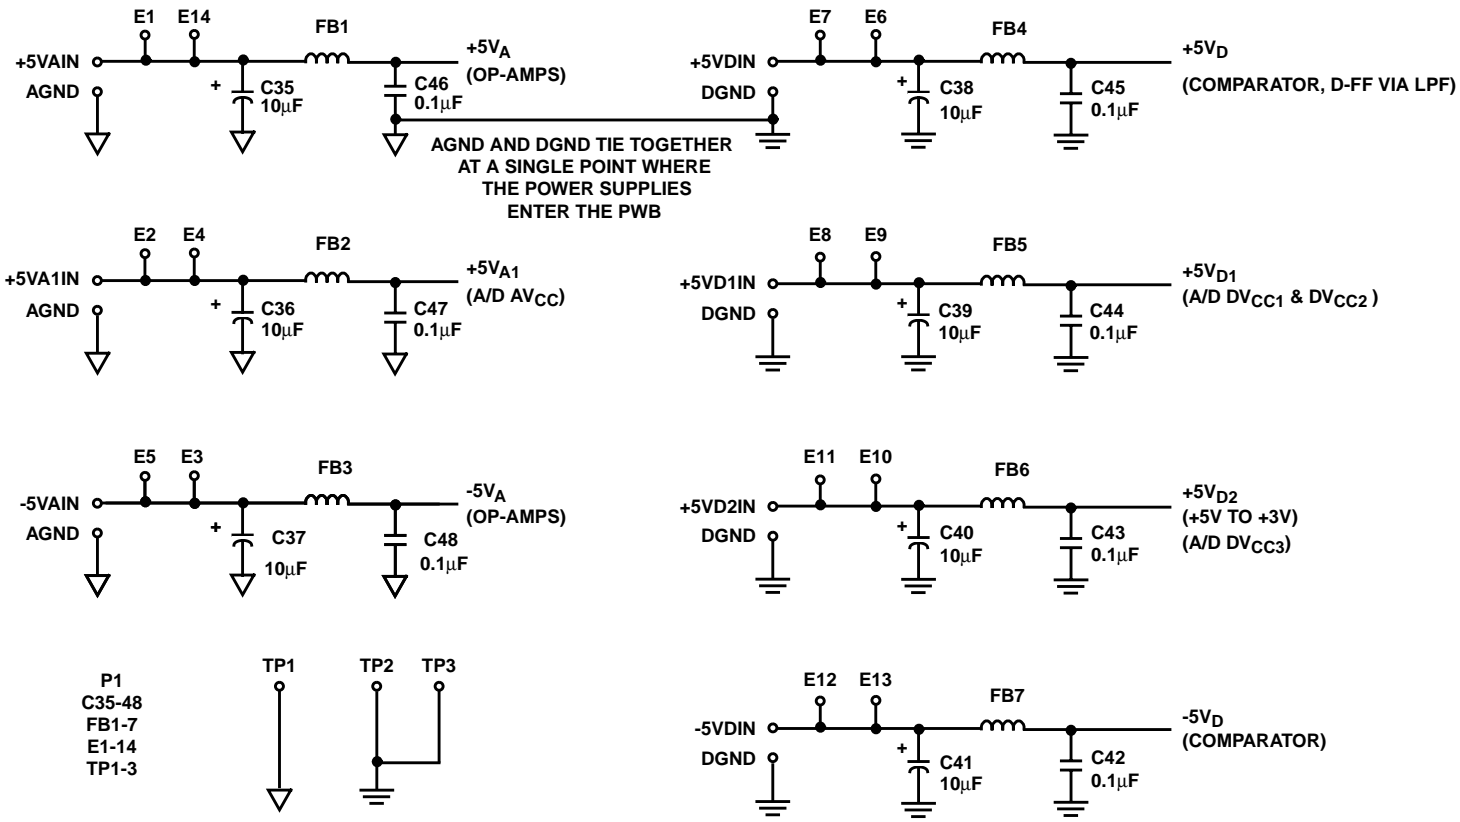 E1 E14 FB1
+5VAIN
AGND
+ C35
10μF
C46
0.1μF
+5VA
(OP-AMPS)
E7 E6 FB4
+5VDIN
DGND
+ C38
10μF
C45
0.1μF
+5VD
(COMPARATOR, D-FF VIA LPF)
AGND AND DGND TIE TOGETHER
AT A SINGLE POINT WHERE
THE POWER SUPPLIES
ENTER THE PWB
E2 E4 FB2
+5VA1IN
AGND
+ C36
10μF
C47
0.1μF
+5VA1
(A/D AVCC)
E8 E9 FB5
+5VD1IN
DGND
+ C39
10μF
C44
0.1μF
+5VD1
(A/D DVCC1 & DVCC2 )
E5 E3 FB3
-5VAIN
AGND
+ C37
10μF
C48
0.1μF
-5VA
(OP-AMPS)
E11 E10 FB6
+5VD2IN
DGND
+ C40
10μF
C43
0.1μF
+5VD2
(+5V TO +3V)
(A/D DVCC3)
P1
C35-48
FB1-7
E1-14
TP1-3
TP1 TP2 TP3
E12 E13 FB7
-5VDIN
DGND
+ C41
10μF
C42
0.1μF
-5VD
(COMPARATOR)